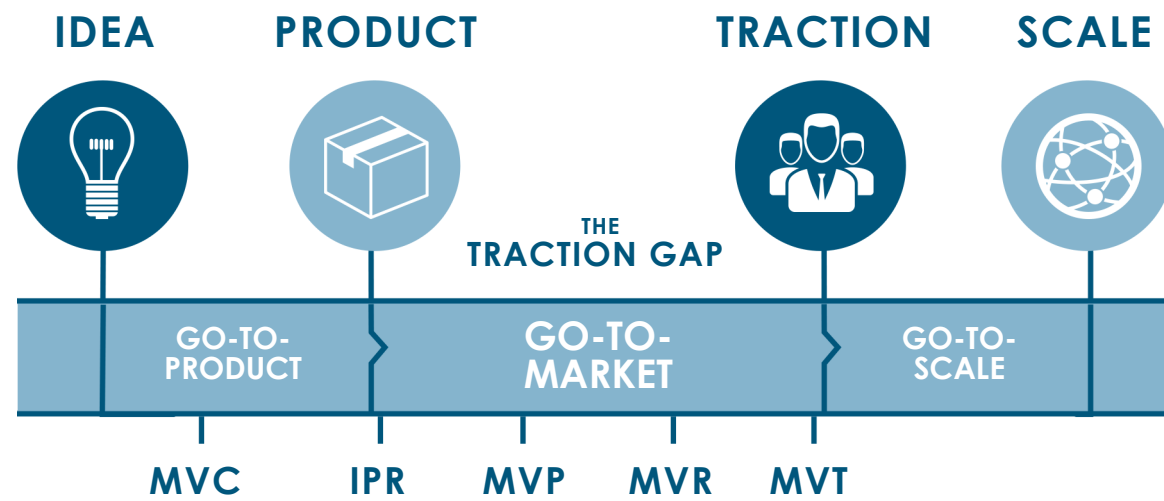 IDEA PRODUCT TRACTION SCALE
THE
TRACTION GAP
GO-TO-
PRODUCT
GO-TO-
MARKET
GO-TO-
SCALE
MVC IPR MVP MVR MVT